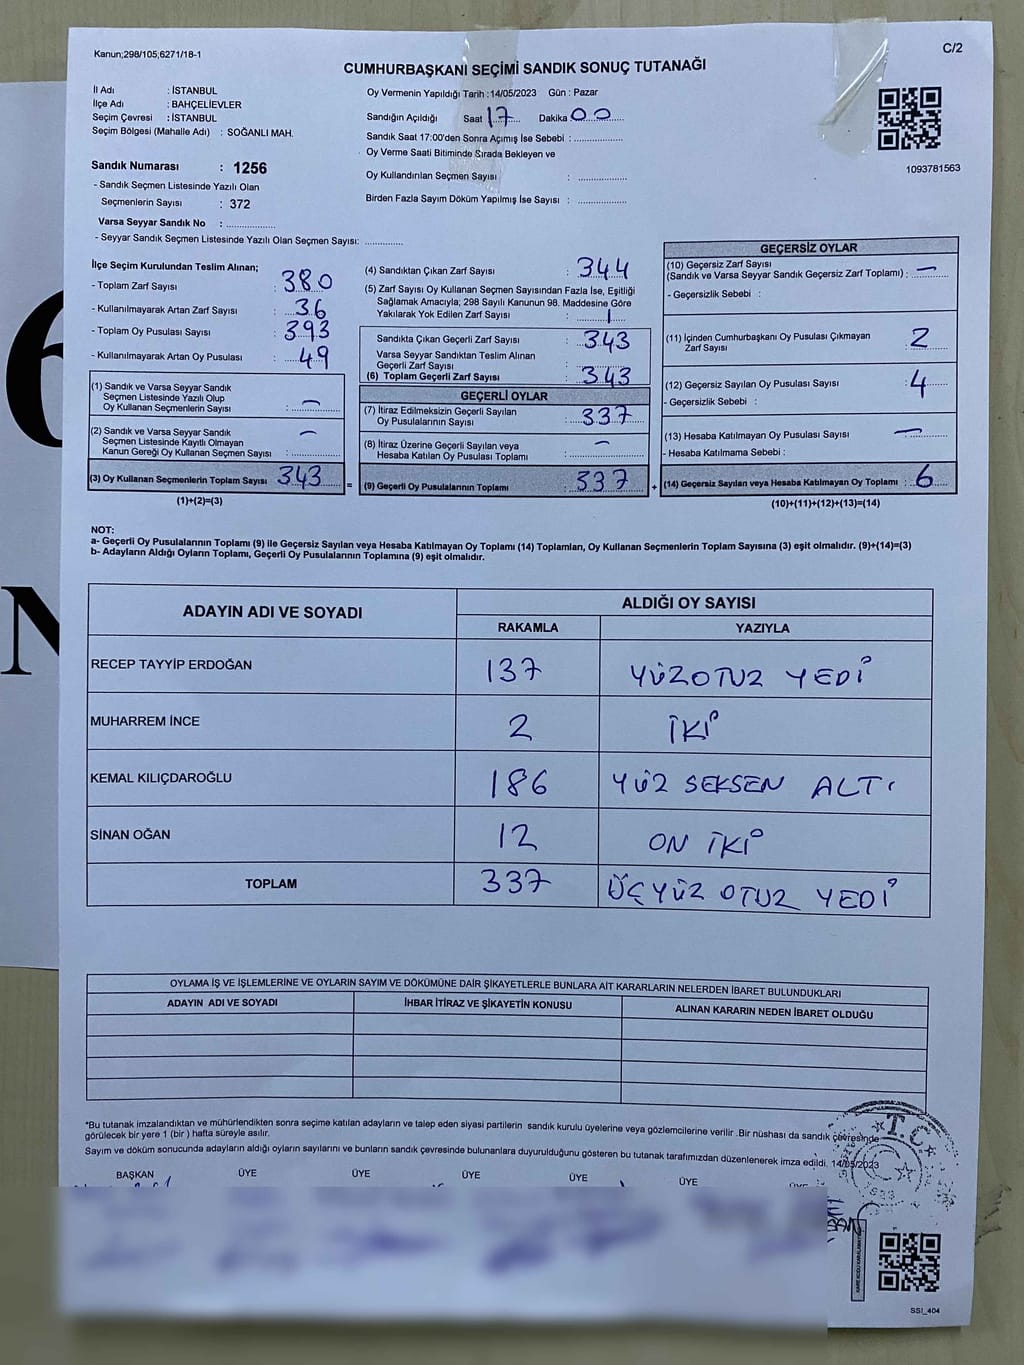 Kanun;298/105;6271/18-1
C/2
CUMHURBAŞKANI SEÇİMİ SANDIK SONUÇ TUTANAĞI
İl Adı : İSTANBUL
İlçe Adı : BAHÇELİEVLER
Seçim Çevresi : İSTANBUL
Seçim Bölgesi (Mahalle Adı) : SOĞANLI MAH.
Sandık Numarası : 1256
- Sandık Seçmen Listesinde Yazılı Olan
Seçmenlerin Sayısı : 372
Varsa Seyyar Sandık No : ..................
- Seyyar Sandık Seçmen Listesinde Yazılı Olan Seçmen Sayısı: ..............
Oy Vermenin Yapıldığı Tarih :14/05/2023 Gün : Pazar
Sandığın Açıldığı Saat 17 Dakika 00
Sandık Saat 17:00'den Sonra Açımış İse Sebebi : ..................
Oy Verme Saati Bitiminde Sırada Bekleyen ve
Oy Kullandırılan Seçmen Sayısı : ..................
Birden Fazla Sayım Döküm Yapılmış İse Sayısı : ..................
1093781563
İlçe Seçim Kurulundan Teslim Alınan;
- Toplam Zarf Sayısı : 380
- Kullanılmayarak Artan Zarf Sayısı : 36
- Toplam Oy Pusulası Sayısı : 393
- Kullanılmayarak Artan Oy Pusulası : 49
(1) Sandık ve Varsa Seyyar Sandık
Seçmen Listesinde Yazılı Olup
Oy Kullanan Seçmenlerin Sayısı : —
(2) Sandık ve Varsa Seyyar Sandık
Seçmen Listesinde Kayıtlı Olmayan
Kanun Gereği Oy Kullanan Seçmen Sayısı : —
(3) Oy Kullanan Seçmenlerin Toplam Sayısı 343
(1)+(2)=(3)
=
(4) Sandıktan Çıkan Zarf Sayısı : 344
(5) Zarf Sayısı Oy Kullanan Seçmen Sayısından Fazla İse, Eşitliği
Sağlamak Amacıyla; 298 Sayılı Kanunun 98. Maddesine Göre
Yakılarak Yok Edilen Zarf Sayısı : 1
Sandıkta Çıkan Geçerli Zarf Sayısı : 343
Varsa Seyyar Sandıktan Teslim Alınan
Geçerli Zarf Sayısı :
(6) Toplam Geçerli Zarf Sayısı : 343
GEÇERLİ OYLAR
(7) İtiraz Edilmeksizin Geçerli Sayılan
Oy Pusulalarının Sayısı : 337
(8) İtiraz Üzerine Geçerli Sayılan veya
Hesaba Katılan Oy Pusulası Toplamı : —
(9) Geçerli Oy Pusulalarının Toplamı : 337
+
GEÇERSİZ OYLAR
(10) Geçersiz Zarf Sayısı
(Sandık ve Varsa Seyyar Sandık Geçersiz Zarf Toplamı) : —
- Geçersizlik Sebebi :
(11) İçinden Cumhurbaşkanı Oy Pusulası Çıkmayan
Zarf Sayısı : 2
(12) Geçersiz Sayılan Oy Pusulası Sayısı : 4
- Geçersizlik Sebebi :
(13) Hesaba Katılmayan Oy Pusulası Sayısı —
- Hesaba Katılmama Sebebi :
(14) Geçersiz Sayılan veya Hesaba Katılmayan Oy Toplamı : 6
(10)+(11)+(12)+(13)=(14)
NOT:
a- Geçerli Oy Pusulalarının Toplamı (9) ile Geçersiz Sayılan veya Hesaba Katılmayan Oy Toplamı (14) Toplamları, Oy Kullanan Seçmenlerin Toplam Sayısına (3) eşit olmalıdır. (9)+(14)=(3)
b- Adayların Aldığı Oyların Toplamı, Geçerli Oy Pusulalarının Toplamına (9) eşit olmalıdır.
ADAYIN ADI VE SOYADI
ALDIĞI OY SAYISI
RAKAMLA YAZIYLA
RECEP TAYYİP ERDOĞAN 137 YÜZOTUZ YEDİ
MUHARREM İNCE 2 İKİ
KEMAL KILIÇDAROĞLU 186 YÜZ SEKSEN ALTI
SİNAN OĞAN 12 ON İKİ
TOPLAM 337 ÜÇYÜZ OTUZ YEDİ
OYLAMA İŞ VE İŞLEMLERİNE VE OYLARIN SAYIM VE DÖKÜMÜNE DAİR ŞİKAYETLERLE BUNLARA AİT KARARLARIN NELERDEN İBARET BULUNDUKLARI
ADAYIN ADI VE SOYADI İHBAR İTİRAZ VE ŞİKAYETİN KONUSU ALINAN KARARIN NEDEN İBARET OLDUĞU
*Bu tutanak imzalandıktan ve mühürlendikten sonra seçime katılan adayların ve talep eden siyasi partilerin sandık kurulu üyelerine veya gözlemcilerine verilir .Bir nüshası da sandık çevresinde
görülecek bir yere 1 (bir ) hafta süreyle asılır.
Sayım ve döküm sonucunda adayların aldığı oyların sayılarını ve bunların sandık çevresinde bulunanlara duyurulduğunu gösteren bu tutanak tarafımızdan düzenlenerek imza edildi. 14/05/2023
BAŞKAN ÜYE ÜYE ÜYE ÜYE ÜYE ÜYE
T.C.
SSI_404
6
N